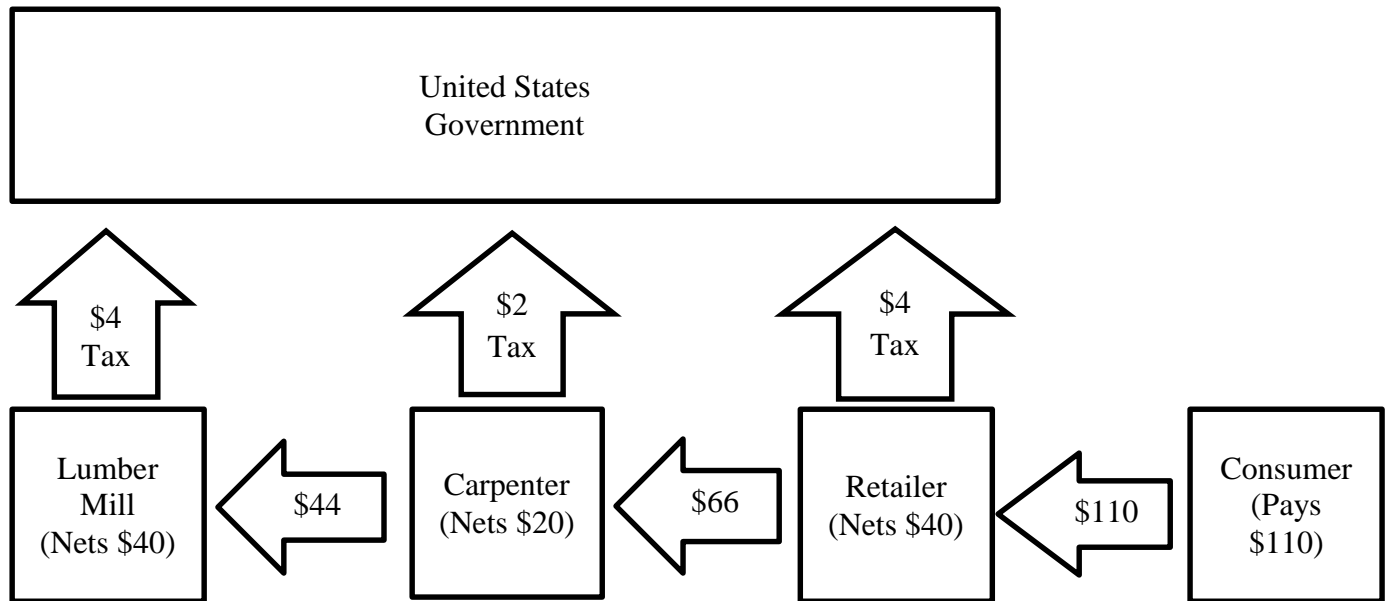 United States
Government
$4
Tax
$2
Tax
$4
Tax
Lumber
Mill
(Nets $40)
$44
Carpenter
(Nets $20)
$66
Retailer
(Nets $40)
$110
Consumer
(Pays
$110)